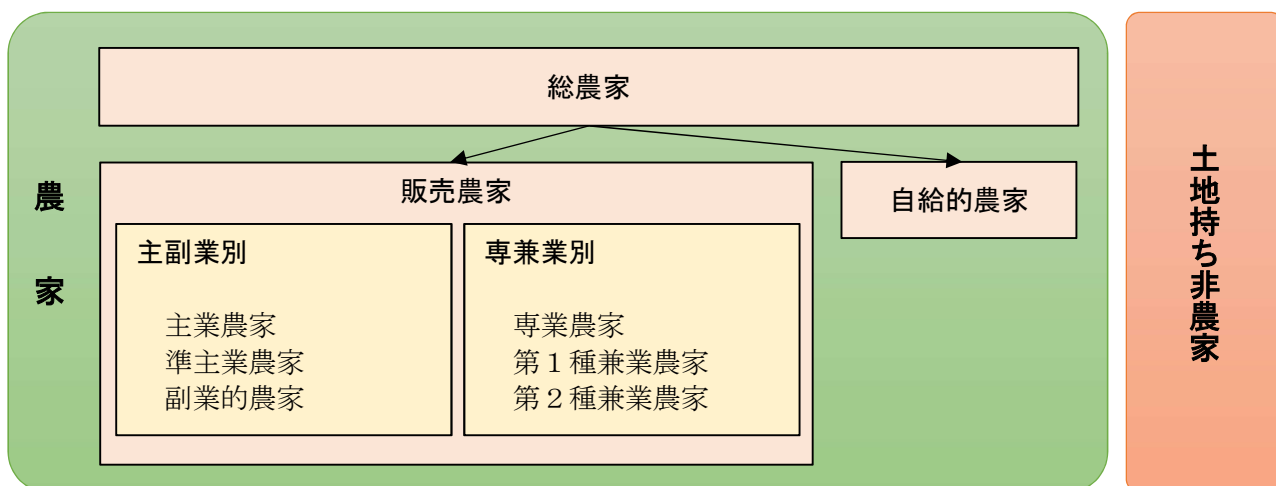 総農家
農家
販売農家
自給的農家
主副業別
主業農家
準主業農家
副業的農家
専兼業別
専業農家
第１種兼業農家
第２種兼業農家
土地持ち非農家